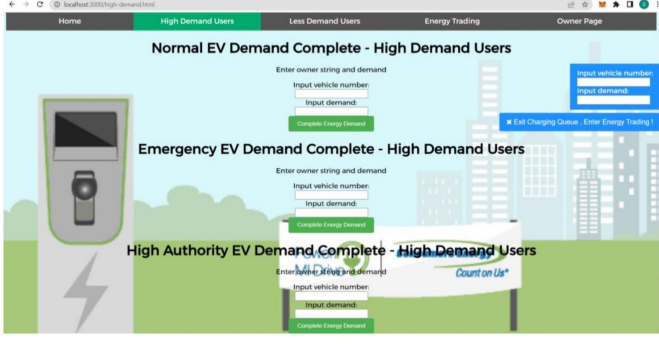 localhost:3000/high-demand.html
Home High Demand Users Less Demand Users Energy Trading Owner Page
Normal EV Demand Complete - High Demand Users
Enter owner string and demand
Input vehicle number:
Input demand:
Complete Energy Demand
Input vehicle number:
Input demand:
✖ Exit Charging Queue , Enter Energy Trading !
Emergency EV Demand Complete - High Demand Users
Enter owner string and demand
Input vehicle number:
Input demand:
Complete Energy Demand
High Authority EV Demand Complete - High Demand Users
Enter owner string and demand
Count on Us*
Input vehicle number:
Input demand:
Complete Energy Demand